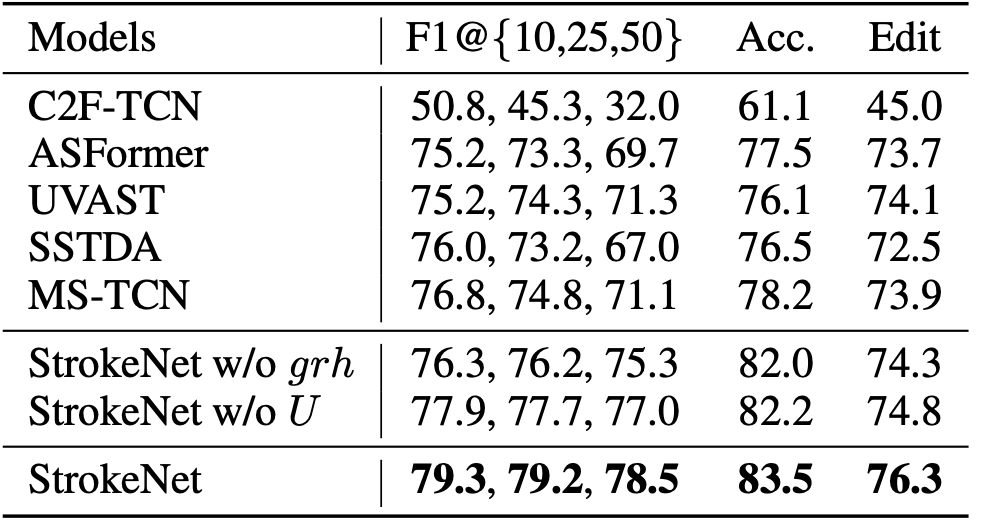 Models F1@{10,25,50} Acc. Edit
C2F-TCN 50.8, 45.3, 32.0 61.1 45.0
ASFormer 75.2, 73.3, 69.7 77.5 73.7
UVAST 75.2, 74.3, 71.3 76.1 74.1
SSTDA 76.0, 73.2, 67.0 76.5 72.5
MS-TCN 76.8, 74.8, 71.1 78.2 73.9
StrokeNet w/o grh 76.3, 76.2, 75.3 82.0 74.3
StrokeNet w/o U 77.9, 77.7, 77.0 82.2 74.8
StrokeNet 79.3, 79.2, 78.5 83.5 76.3